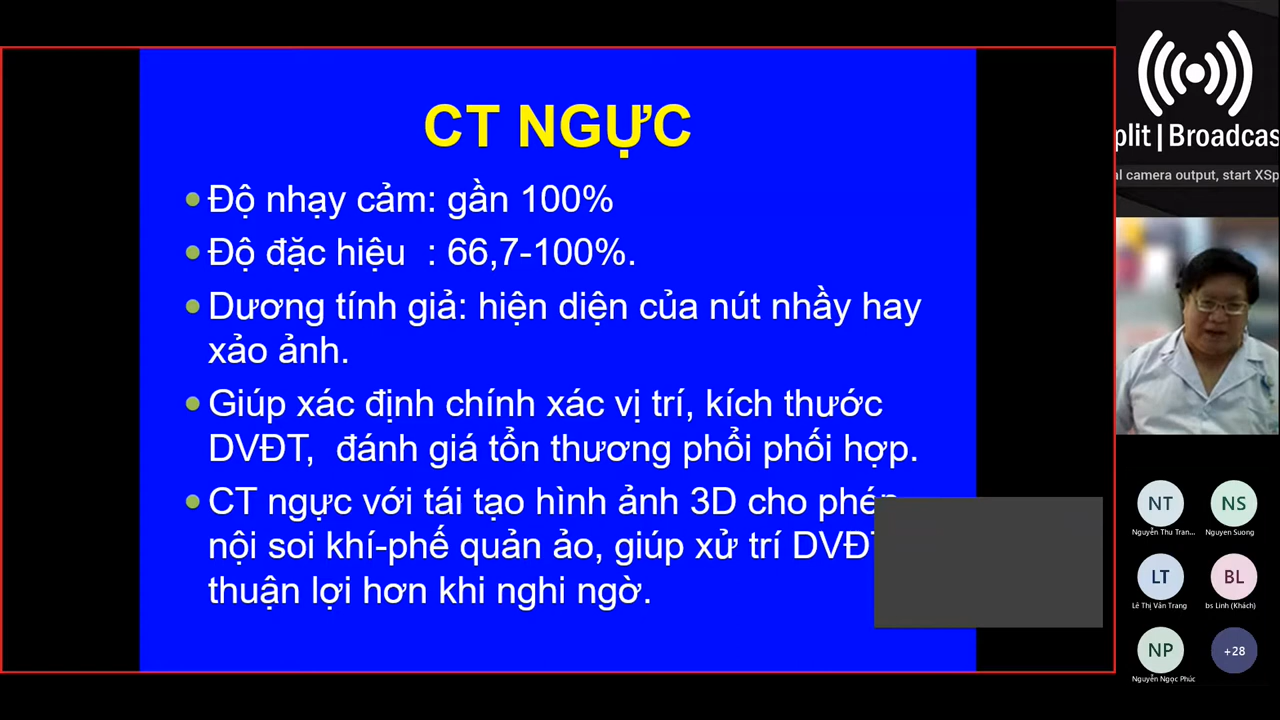 CT NGỰC
Độ nhạy cảm: gần 100%
Độ đặc hiệu : 66,7-100%.
Dương tính giả: hiện diện của nút nhầy hay
xảo ảnh.
Giúp xác định chính xác vị trí, kích thước
DVĐT, đánh giá tổn thương phổi phối hợp.
CT ngực với tái tạo hình ảnh 3D cho phép
nội soi khí-phế quản ảo, giúp xử trí DVĐT
thuận lợi hơn khi nghi ngờ.
plit | Broadcas
al camera output, start XSp
NT
NS
Nguyễn Thu Tran...
Nguyen Suong
LT
BL
Lê Thị Vân Trang
bs Linh (Khách)
NP
+28
Nguyễn Ngọc Phúc